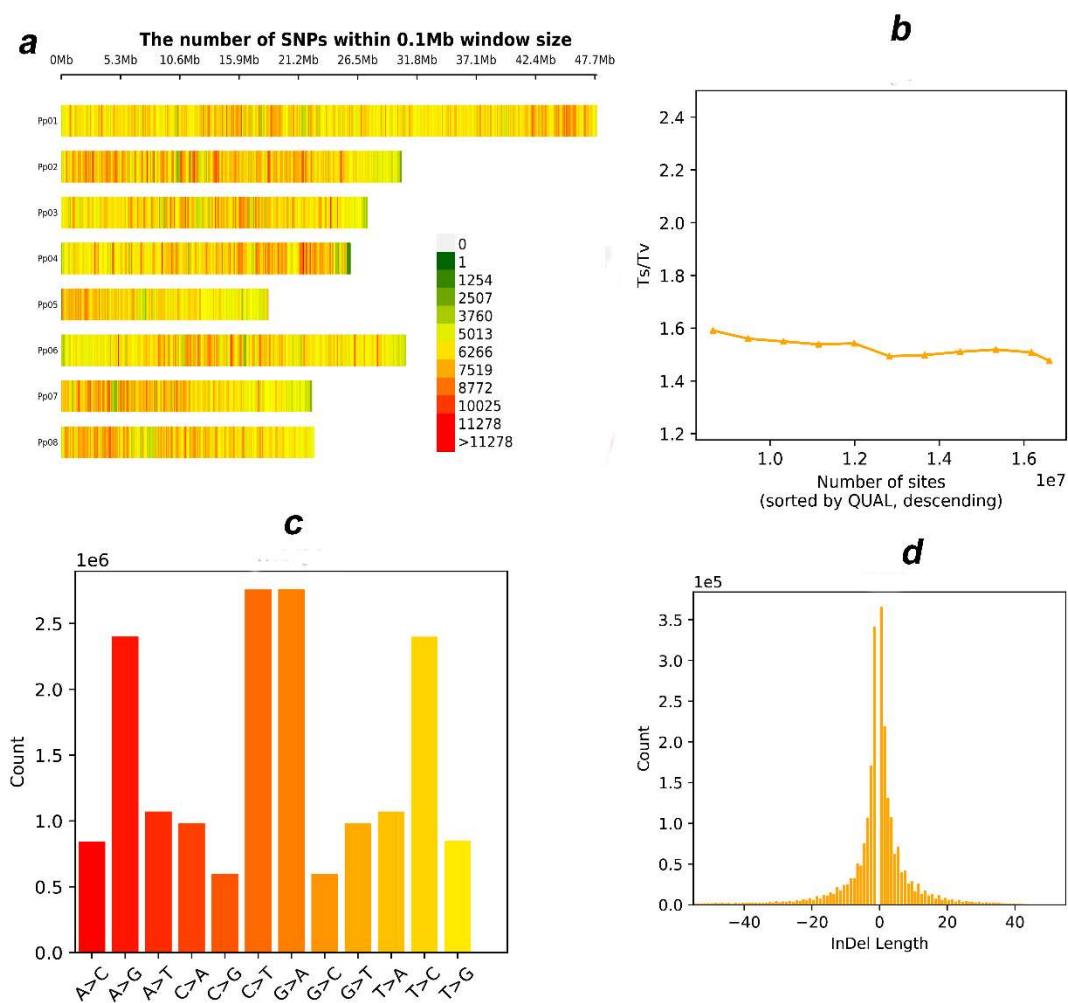 a
The number of SNPs within 0.1Mb window size
0Mb 5.3Mb 10.6Mb 15.9Mb 21.2Mb 26.5Mb 31.8Mb 37.1Mb 42.4Mb 47.7Mb
Pp01
Pp02
Pp03
Pp04
Pp05
Pp06
Pp07
Pp08
0
1
1254
2507
3760
5013
6266
7519
8772
10025
11278
>11278
b
2.4
2.2
2.0
1.8
1.6
1.4
1.2
Ts/Tv
1.0 1.2 1.4 1.6
1e7
Number of sites
(sorted by QUAL, descending)
c
1e6
2.5
2.0
1.5
1.0
0.5
0.0
Count
A>C A>G A>T C>A C>G C>T G>A G>C G>T T>A T>C T>G
d
1e5
3.5
3.0
2.5
2.0
1.5
1.0
0.5
0.0
Count
−40 −20 0 20 40
InDel Length